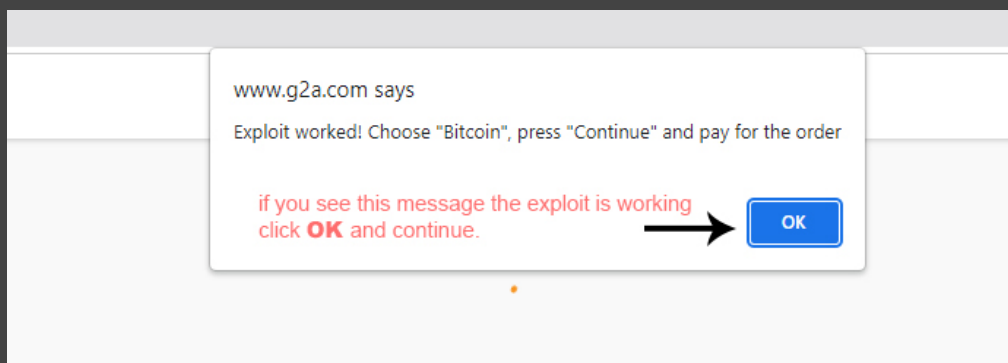 www.g2a.com says
Exploit worked! Choose "Bitcoin", press "Continue" and pay for the order
if you see this message the exploit is working
click OK and continue.
OK